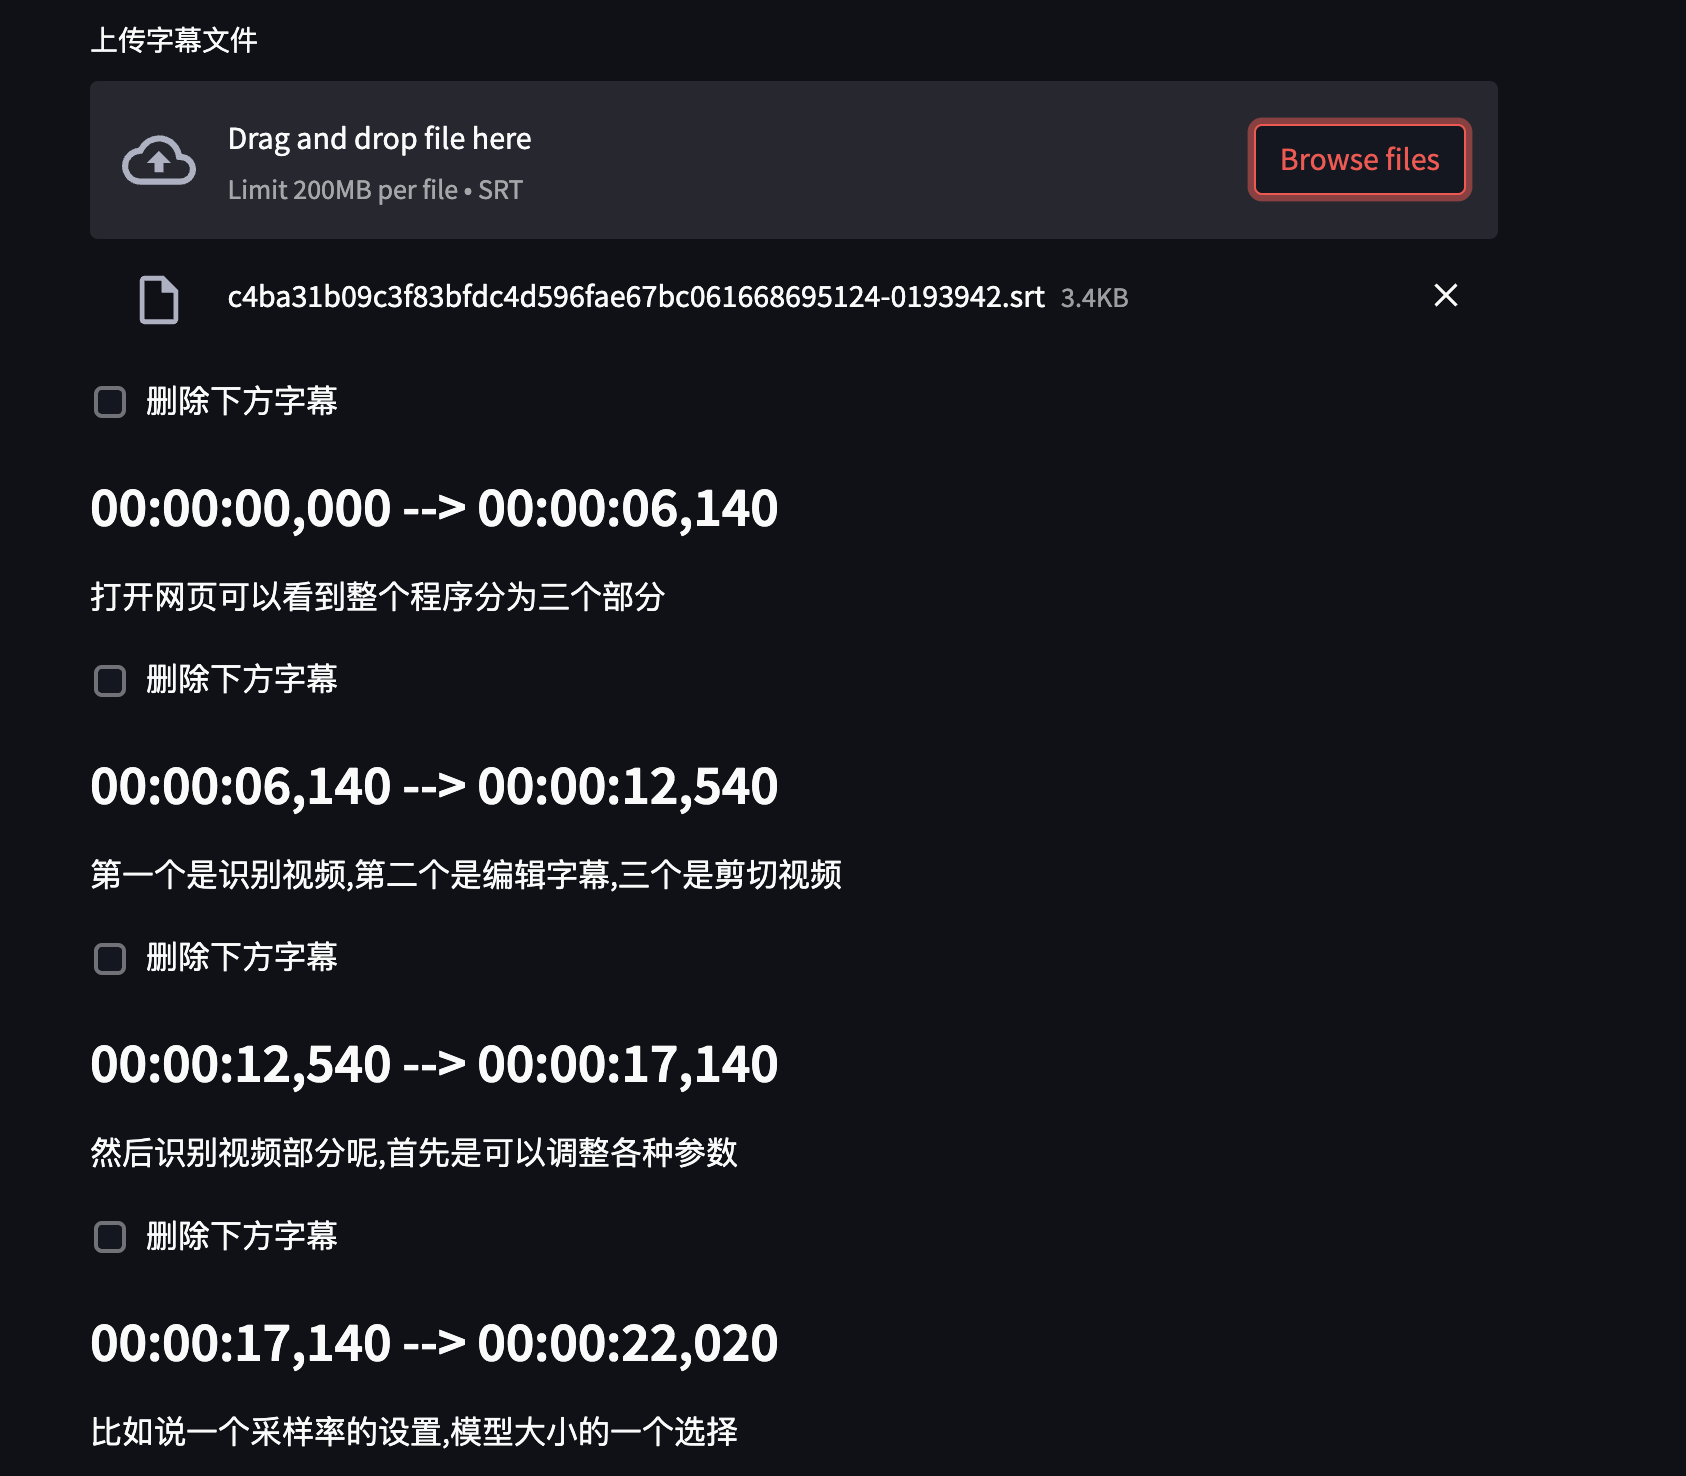 上传字幕文件
Drag and drop file here
Limit 200MB per file • SRT
Browse files
c4ba31b09c3f83bfdc4d596fae67bc061668695124-0193942.srt 3.4KB
删除下方字幕
00:00:00,000 --> 00:00:06,140
打开网页可以看到整个程序分为三个部分
删除下方字幕
00:00:06,140 --> 00:00:12,540
第一个是识别视频,第二个是编辑字幕,三个是剪切视频
删除下方字幕
00:00:12,540 --> 00:00:17,140
然后识别视频部分呢,首先是可以调整各种参数
删除下方字幕
00:00:17,140 --> 00:00:22,020
比如说一个采样率的设置,模型大小的一个选择